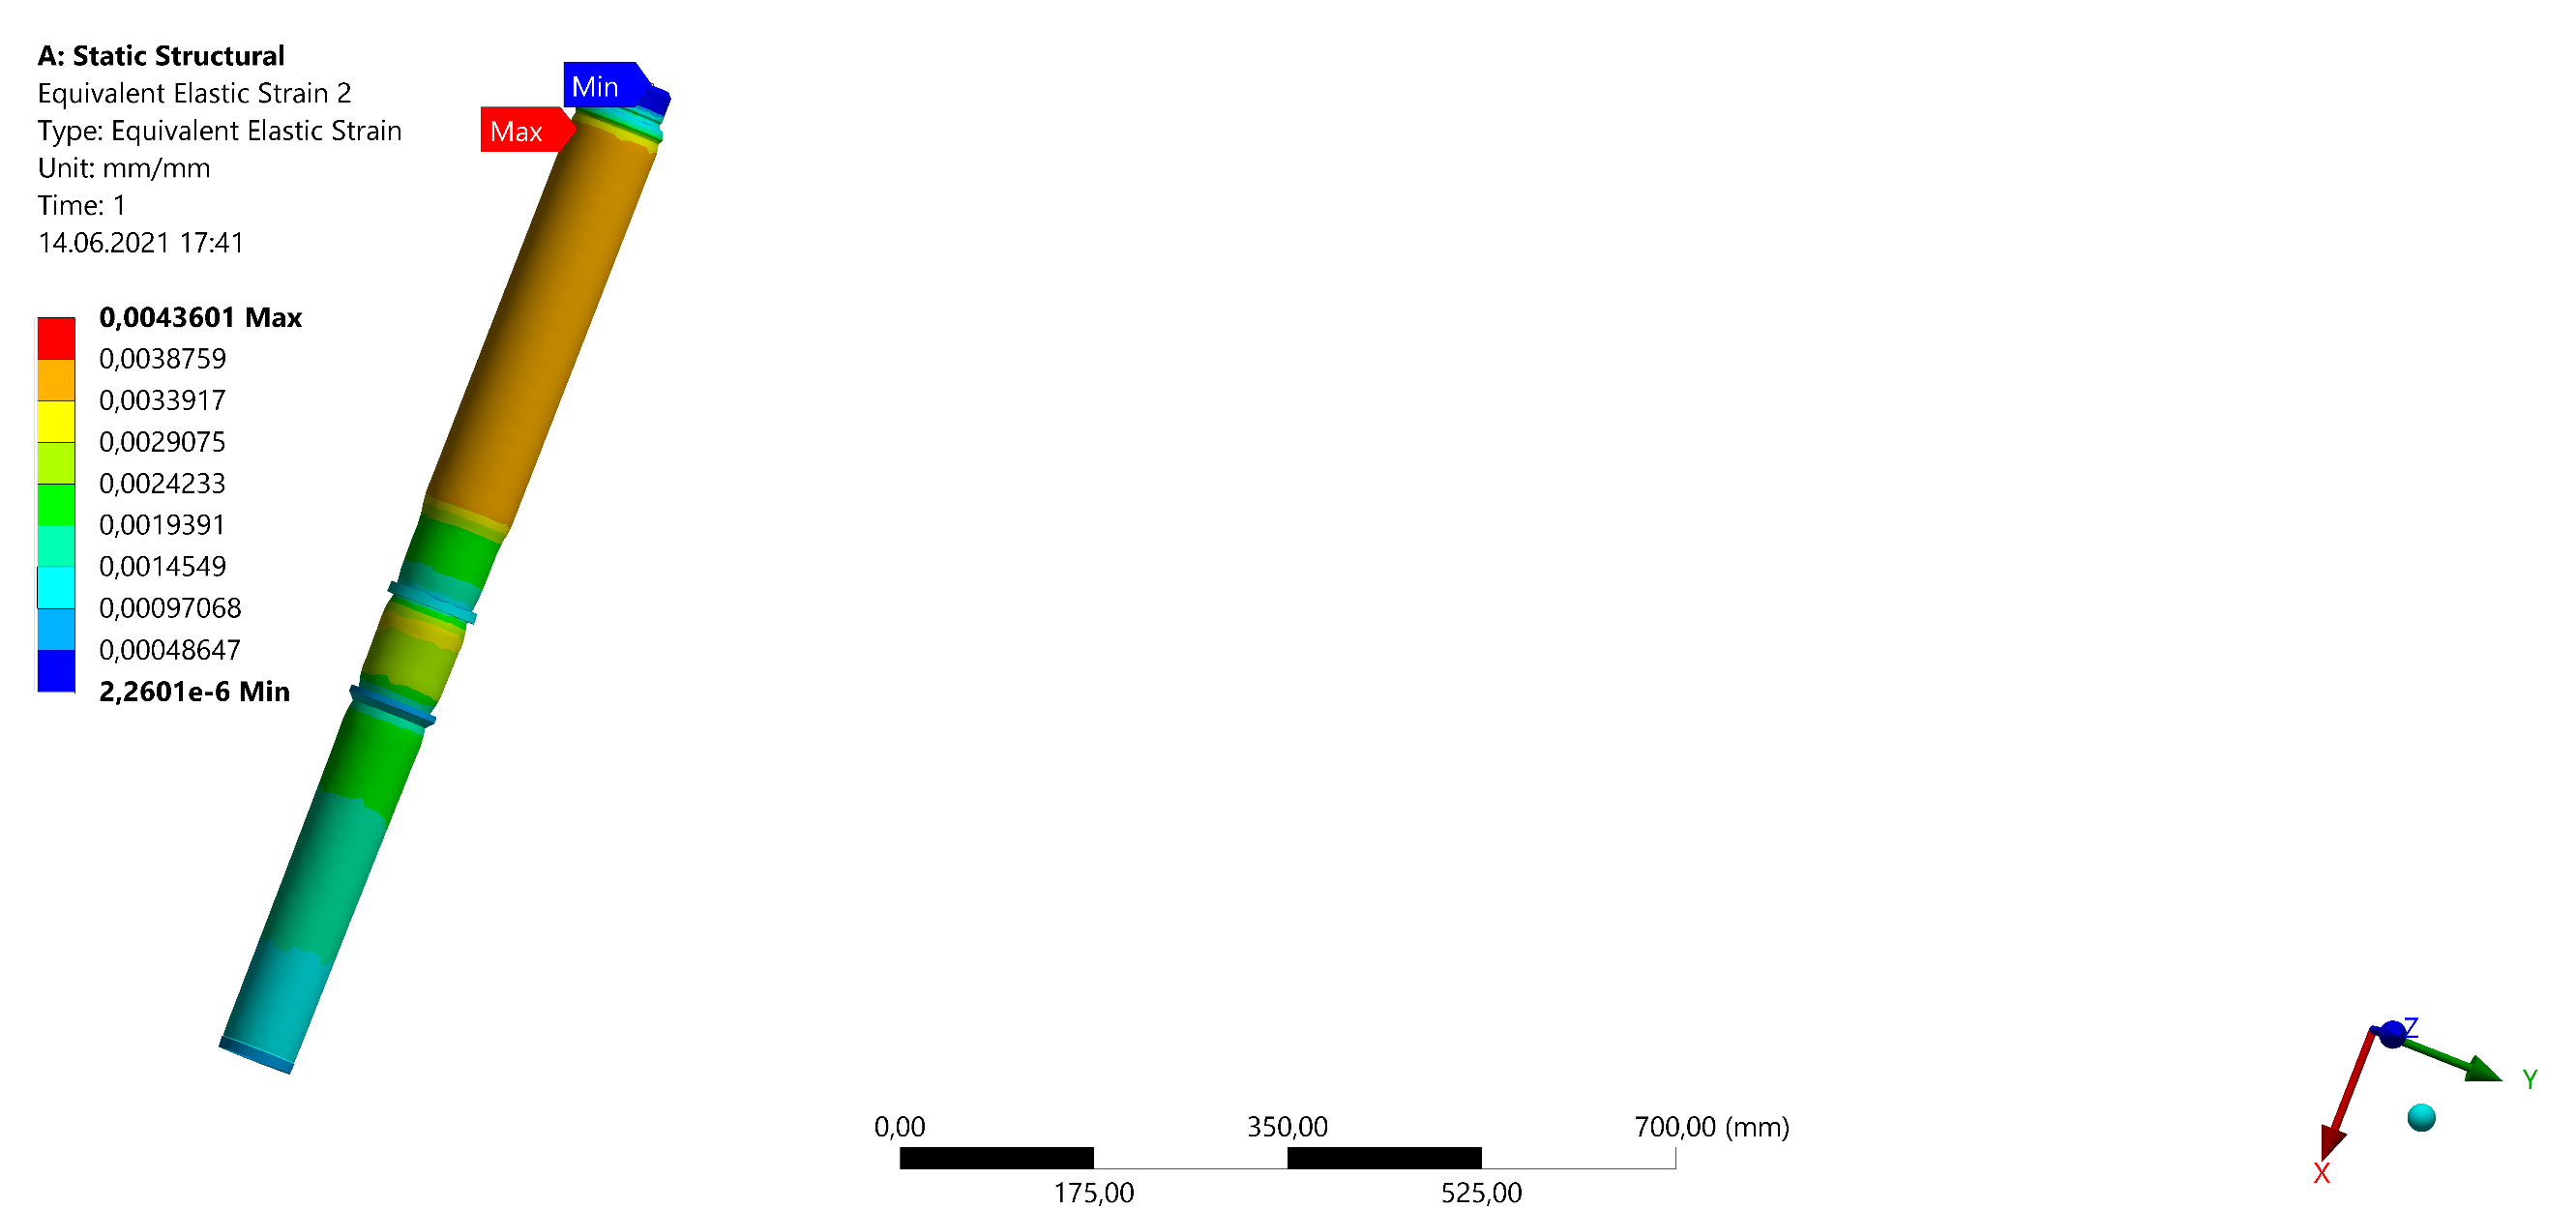 A: Static Structural
Equivalent Elastic Strain 2
Type: Equivalent Elastic Strain
Unit: mm/mm
Time: 1
14.06.2021 17:41
0,0043601 Max
0,0038759
0,0033917
0,0029075
0,0024233
0,0019391
0,0014549
0,00097068
0,00048647
2,2601e-6 Min
Min
Max
0,00 350,00 700,00 (mm)
175,00 525,00
Z
Y
X